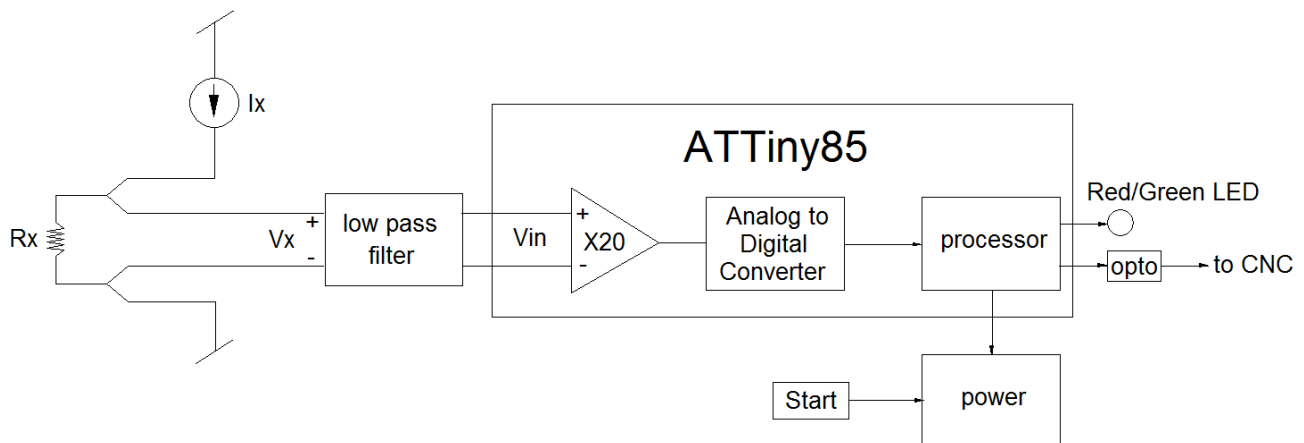 Ix
ATTiny85
Rx
+
Vx
-
low pass
filter
Vin
+
X20
-
Analog to
Digital
Converter
processor
Red/Green LED
opto
to CNC
Start
power